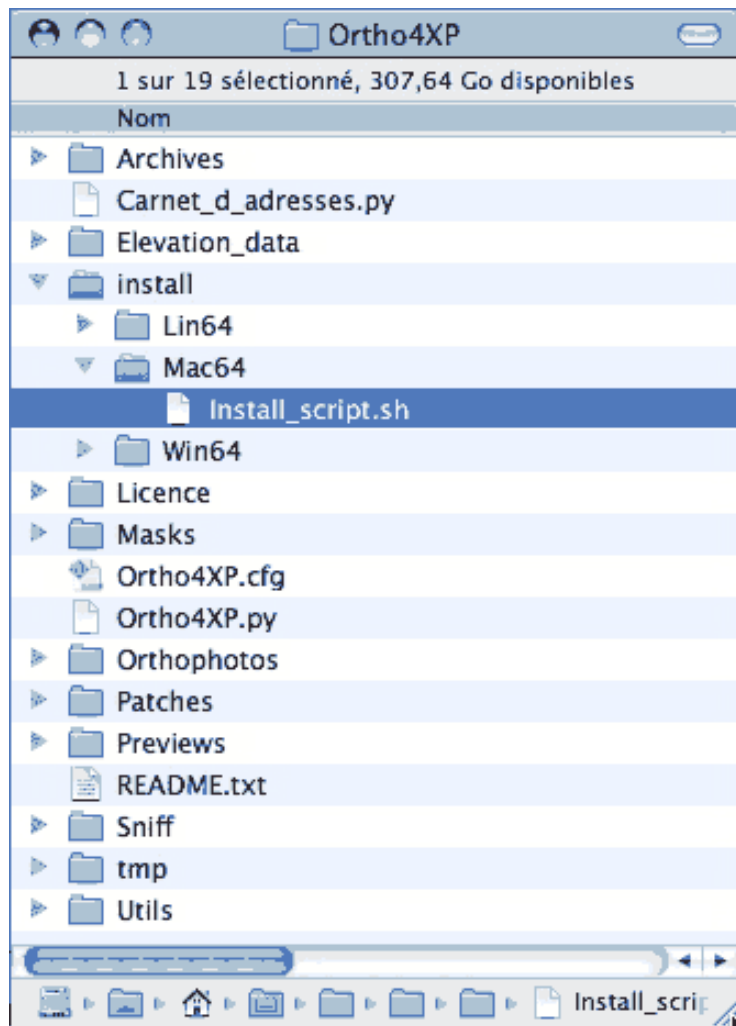 Ortho4XP
1 sur 19 sélectionné, 307,64 Go disponibles
Nom
Archives
Carnet_d_adresses.py
Elevation_data
install
Lin64
Mac64
Install_script.sh
Win64
Licence
Masks
Ortho4XP.cfg
Ortho4XP.py
Orthophotos
Patches
Previews
README.txt
Sniff
tmp
Utils
Install_scrip